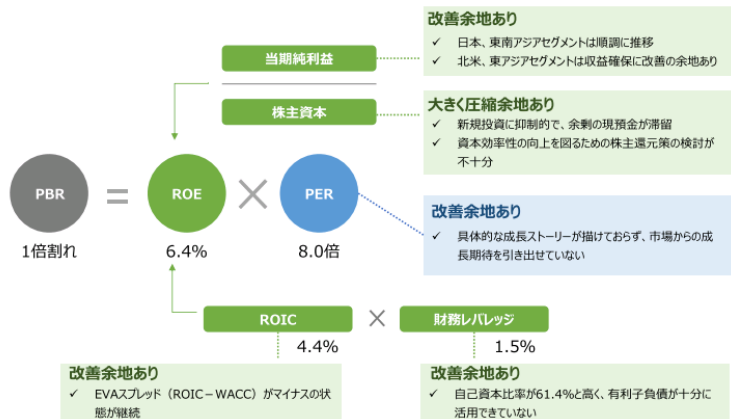 改善余地あり
✓ 日本、東南アジアセグメントは順調に推移
✓ 北米、東アジアセグメントは収益確保に改善の余地あり
当期純利益
株主資本
大きく圧縮余地あり
✓ 新規投資に抑制的で、余剰の現預金が滞留
✓ 資本効率性の向上を図るための株主還元策の検討が
不十分
PBR
=
ROE
×
PER
1倍割れ
6.4%
8.0倍
改善余地あり
✓ 具体的な成長ストーリーが描けておらず、市場からの成
長期待を引き出せていない
ROIC
×
財務レバレッジ
4.4%
1.5%
改善余地あり
✓ EVAスプレッド（ROIC－WACC）がマイナスの状
態が継続
改善余地あり
✓ 自己資本比率が61.4%と高く、有利子負債が十分に
活用できていない